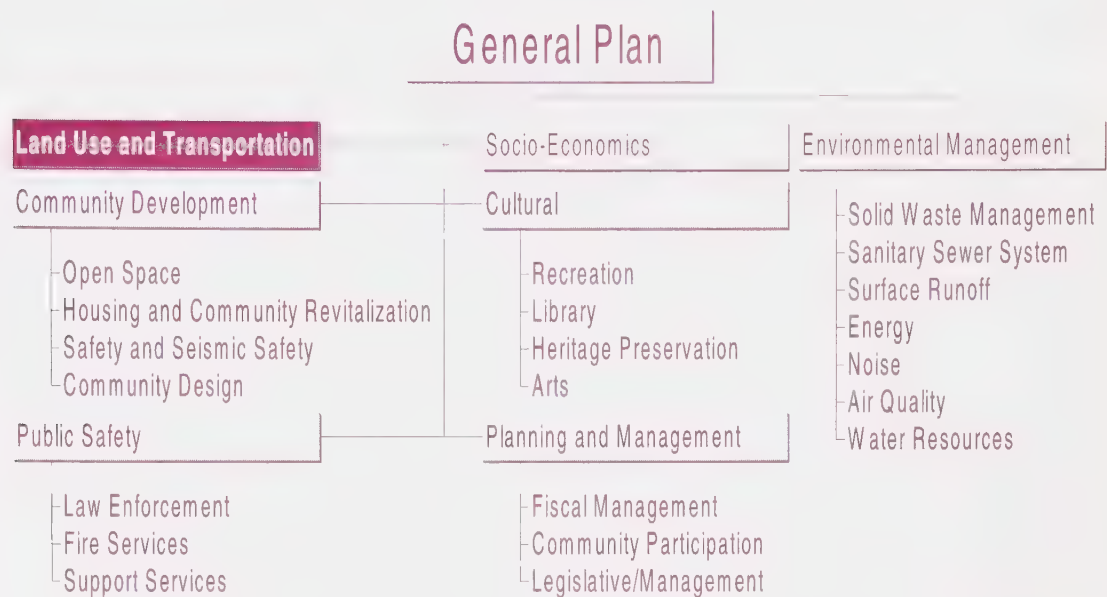 General Plan
Land Use and Transportation
Community Development
Open Space
Housing and Community Revitalization
Safety and Seismic Safety
Community Design
Public Safety
Law Enforcement
Fire Services
Support Services
Socio-Economics
Cultural
Recreation
Library
Heritage Preservation
Arts
Planning and Management
Fiscal Management
Community Participation
Legislative/Management
Environmental Management
Solid Waste Management
Sanitary Sewer System
Surface Runoff
Energy
Noise
Air Quality
Water Resources